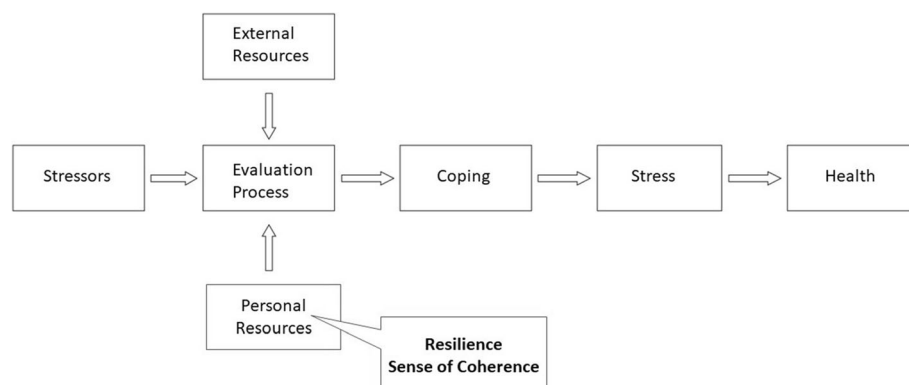 External
Resources
Stressors
Evaluation
Process
Coping
Stress
Health
Personal
Resources
Resilience
Sense of Coherence